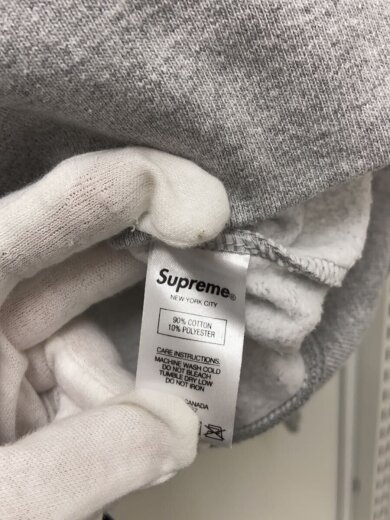 Supreme®
NEW YORK CITY
90% COTTON
10% POLYESTER
CARE INSTRUCTIONS:
MACHINE WASH COLD
DO NOT BLEACH
TUMBLE DRY LOW
DO NOT IRON
CANADA